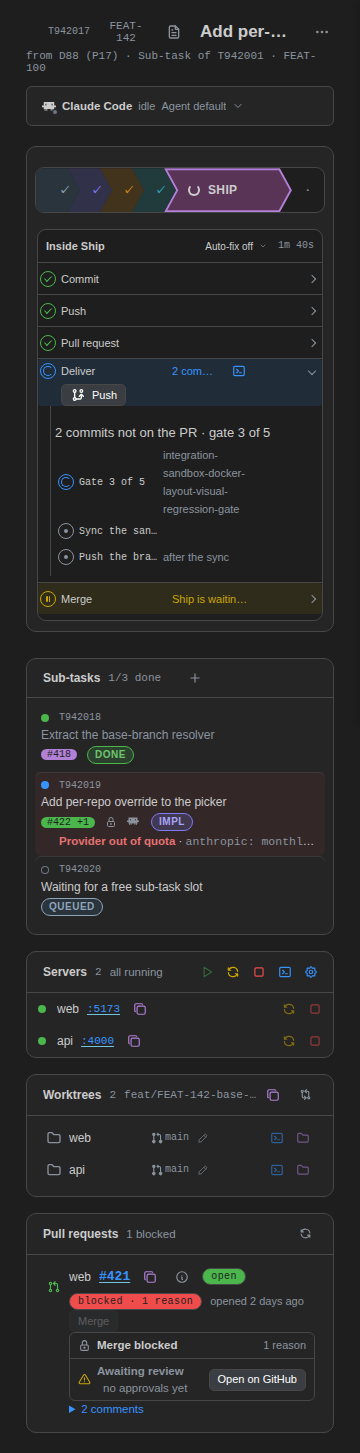 T942017 FEAT-142 Add per-…
from D88 (P17) · Sub-task of T942001 · FEAT-100
Claude Code idle Agent default
SHIP
Inside Ship Auto-fix off 1m 40s
Commit
Push
Pull request
Deliver 2 com…
Push
2 commits not on the PR · gate 3 of 5
Gate 3 of 5 integration-sandbox-docker-layout-visual-regression-gate
Sync the san…
Push the bra… after the sync
Merge Ship is waitin…
Sub-tasks 1/3 done
T942018
Extract the base-branch resolver
#418 DONE
T942019
Add per-repo override to the picker
#422 +1 IMPL
Provider out of quota · anthropic: monthl…
T942020
Waiting for a free sub-task slot
QUEUED
Servers 2 all running
web :5173
api :4000
Worktrees 2 feat/FEAT-142-base-…
web main
api main
Pull requests 1 blocked
web #421 open
blocked · 1 reason opened 2 days ago
Merge
Merge blocked 1 reason
Awaiting review
no approvals yet
Open on GitHub
2 comments